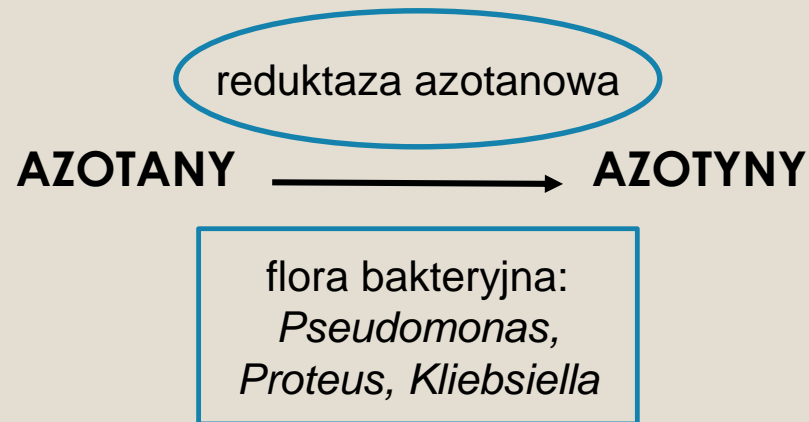 reduktaza azotanowa
AZOTANY AZOTYNY
flora bakteryjna:
Pseudomonas,
Proteus, Kliebsiella